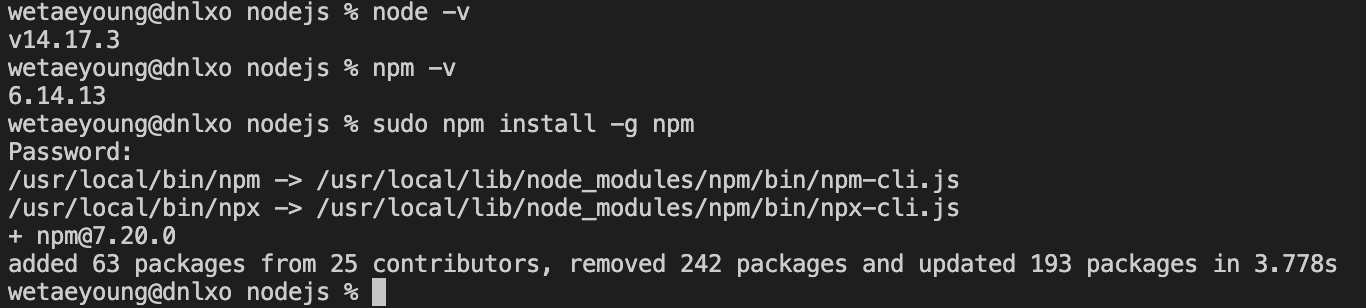 wetaeyoung@dnlxo nodejs % node -v
v14.17.3
wetaeyoung@dnlxo nodejs % npm -v
6.14.13
wetaeyoung@dnlxo nodejs % sudo npm install -g npm
Password:
/usr/local/bin/npm -> /usr/local/lib/node_modules/npm/bin/npm-cli.js
/usr/local/bin/npx -> /usr/local/lib/node_modules/npm/bin/npx-cli.js
+ npm@7.20.0
added 63 packages from 25 contributors, removed 242 packages and updated 193 packages in 3.778s
wetaeyoung@dnlxo nodejs %